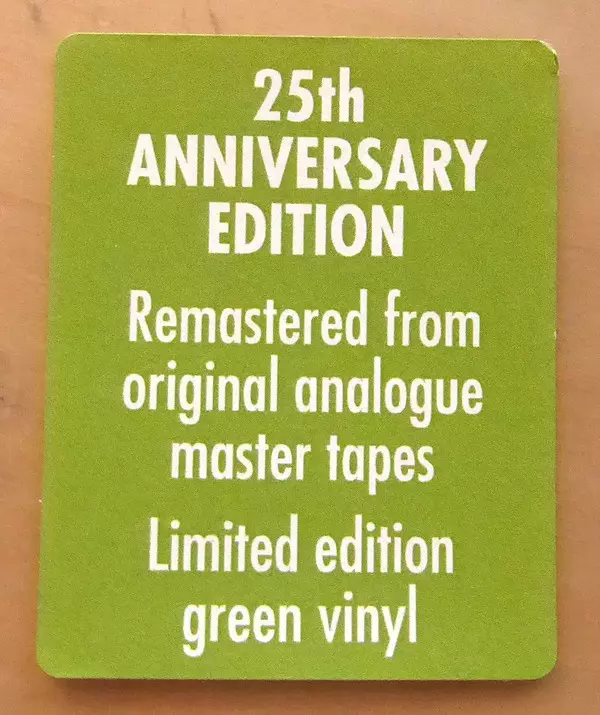 25th
ANNIVERSARY
EDITION
Remastered from
original analogue
master tapes
Limited edition
green vinyl